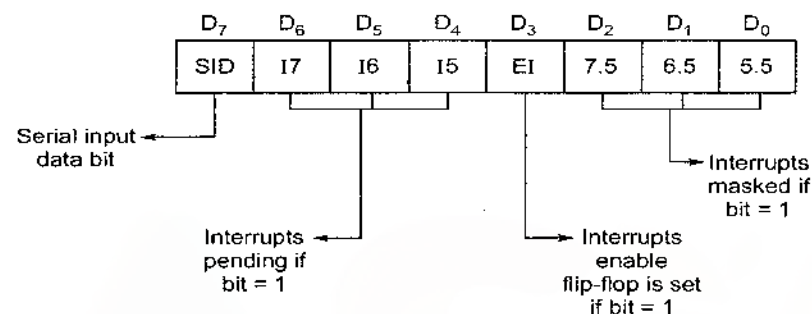 D7 D6 D5 D4 D3 D2 D1 D0
SID I7 I6 I5 EI 7.5 6.5 5.5
Serial input
data bit
Interrupts
masked if
bit = 1
Interrupts
pending if
bit = 1
Interrupts
enable
flip-flop is set
if bit = 1